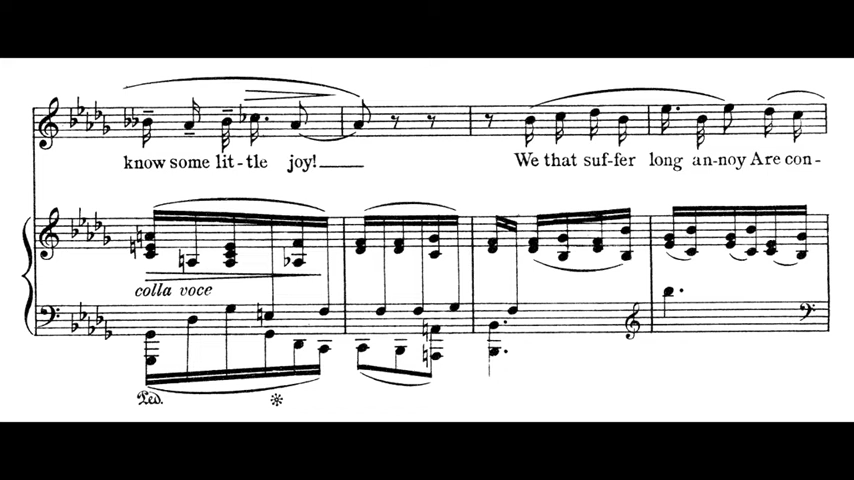 know some lit-tle joy!
We that suf-fer long an-noy Are con-
colla voce
Ped.